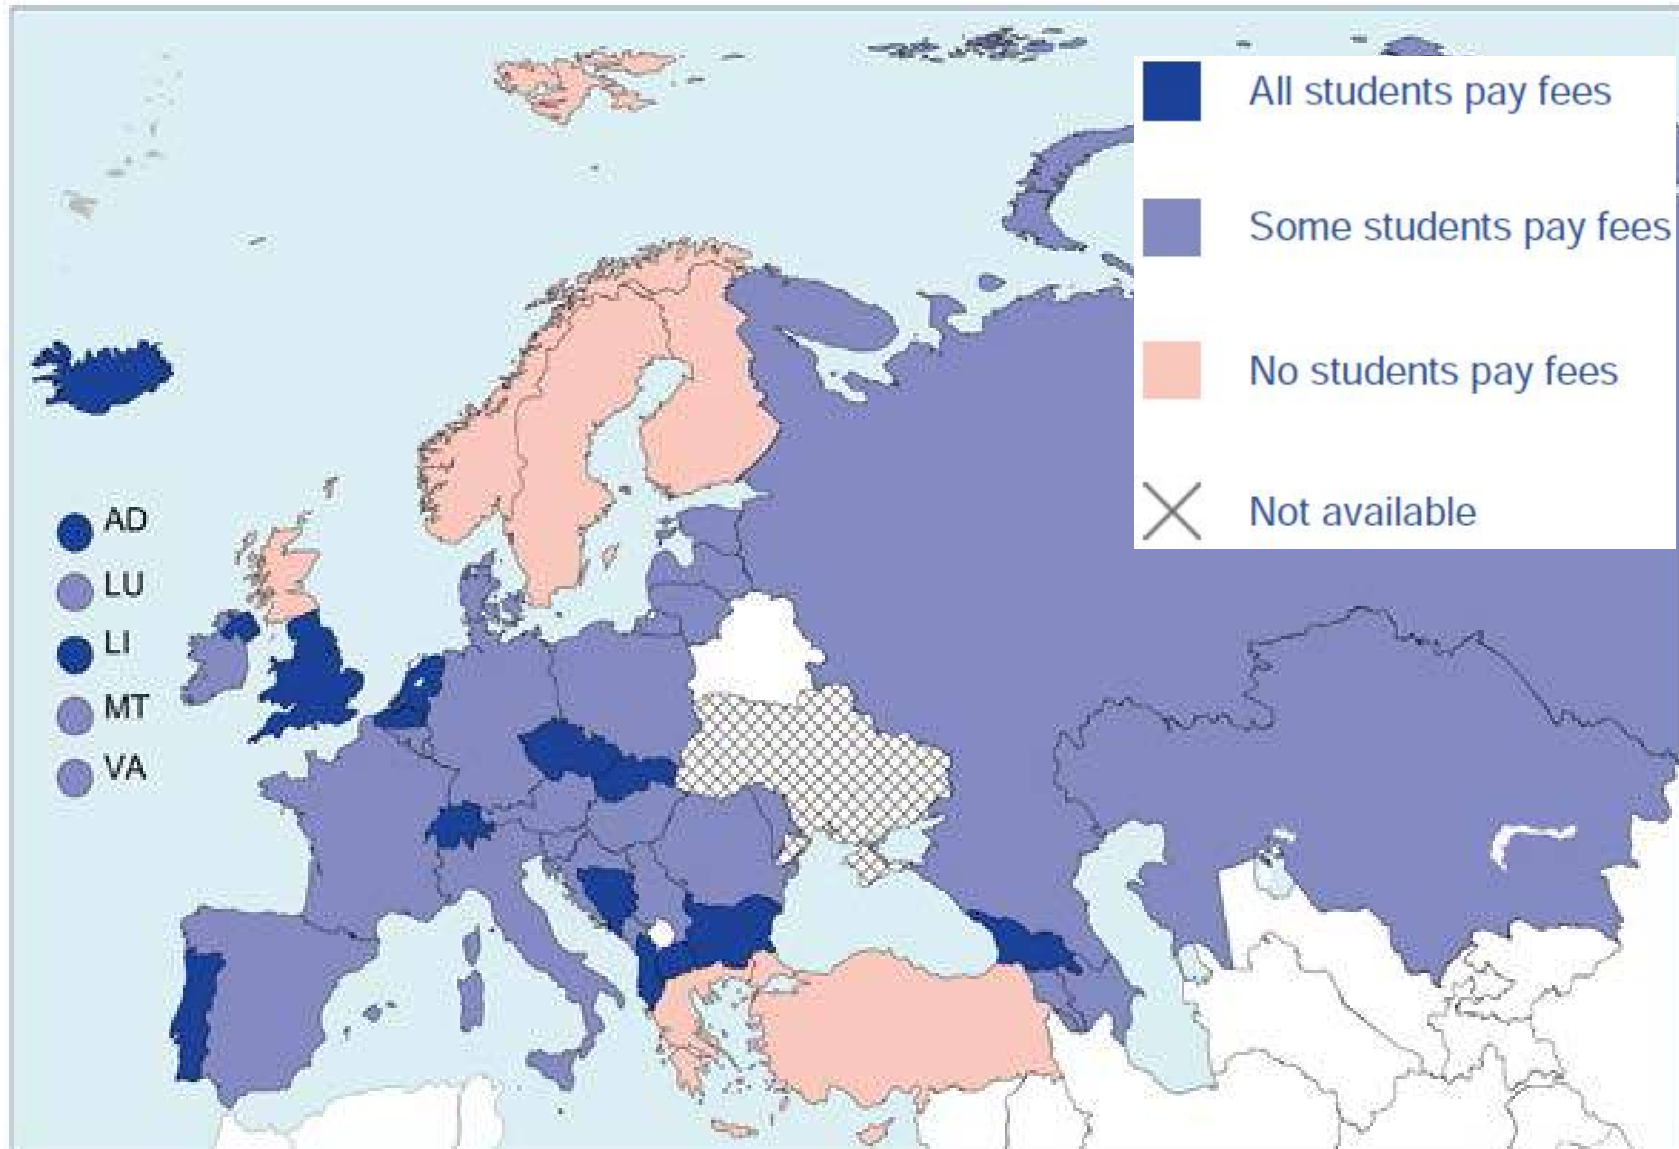 All students pay fees
Some students pay fees
No students pay fees
Not available
AD
LU
LI
MT
VA